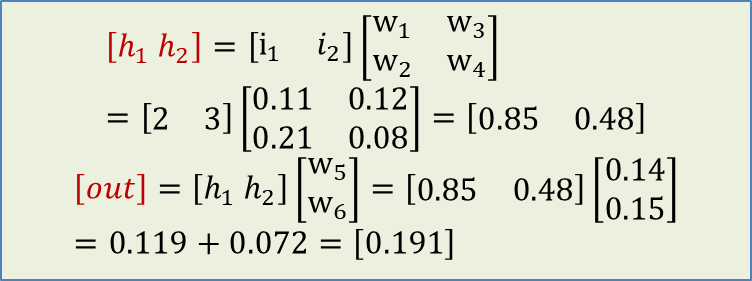 [h₁ h₂] = [i₁ i₂] [w₁ w₃; w₂ w₄]
= [2 3] [0.11 0.12; 0.21 0.08] = [0.85 0.48]
[out] = [h₁ h₂] [w₅; w₆] = [0.85 0.48] [0.14; 0.15]
= 0.119 + 0.072 = [0.191]